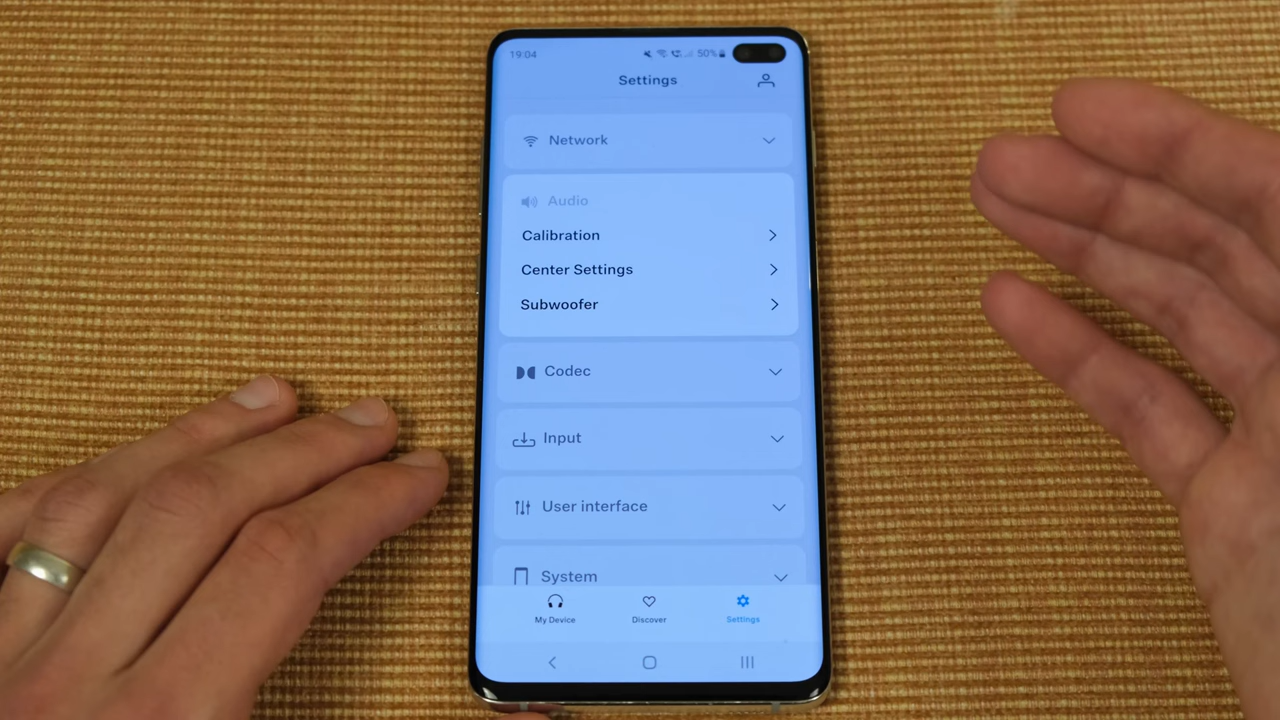 19:04
50%
Settings
Network
Audio
Calibration
Center Settings
Subwoofer
Codec
Input
User interface
System
My Device
Discover
Settings